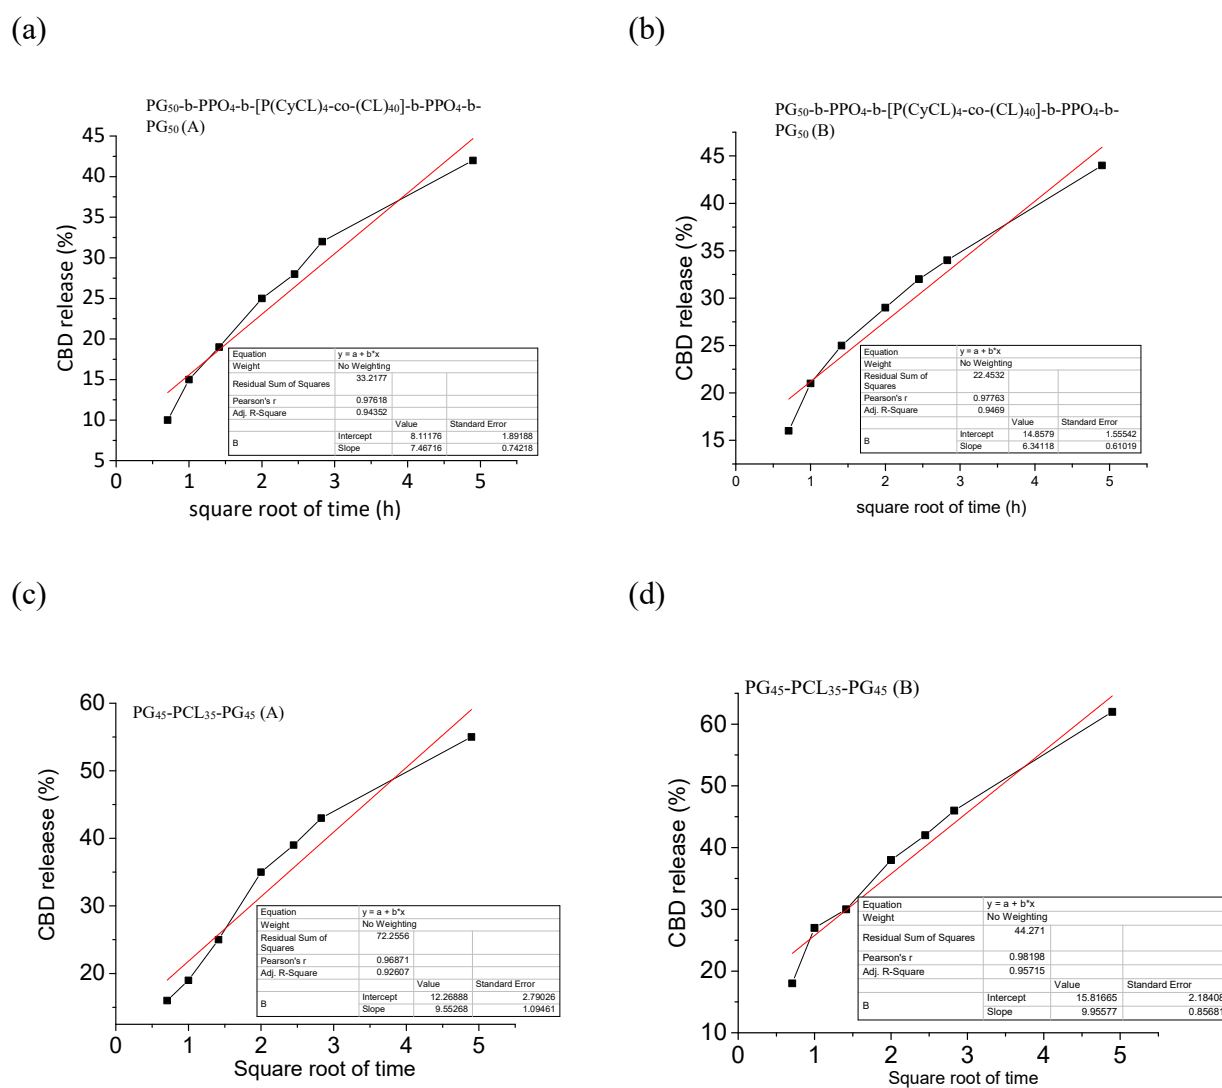 (a)
(b)
PG₅₀-b-PPO₄-b-[P(CyCL)₄-co-(CL)₄₀]-b-PPO₄-b-
PG₅₀ (A)
45
40
35
30
25
20
15
10
5
CBD release (%)
0 1 2 3 4 5
square root of time (h)
Equation y = a + b*x
Weight No Weighting
Residual Sum of Squares 33.2177
Pearson's r 0.97618
Adj. R-Square 0.94352
Value Standard Error
B Intercept 8.11176 1.89188
Slope 7.46716 0.74218
PG₅₀-b-PPO₄-b-[P(CyCL)₄-co-(CL)₄₀]-b-PPO₄-b-
PG₅₀ (B)
45
40
35
30
25
20
15
CBD release (%)
0 1 2 3 4 5
square root of time (h)
Equation y = a + b*x
Weight No Weighting
Residual Sum of
Squares 22.4532
Pearson's r 0.97763
Adj. R-Square 0.9469
Value Standard Error
B Intercept 14.8579 1.55542
Slope 6.34118 0.61019
(c)
(d)
PG₄₅-PCL₃₅-PG₄₅ (A)
60
50
40
30
20
CBD releaese (%)
0 1 2 3 4 5
Square root of time
Equation y = a + b*x
Weight No Weighting
Residual Sum of
Squares 72.2556
Pearson's r 0.96871
Adj. R-Square 0.92607
Value Standard Error
B Intercept 12.26888 2.79026
Slope 9.55268 1.09461
PG₄₅-PCL₃₅-PG₄₅ (B)
60
50
40
30
20
10
CBD release (%)
0 1 2 3 4 5
Square root of time
Equation y = a + b*x
Weight No Weighting
Residual Sum of Squares 44.271
Pearson's r 0.98198
Adj. R-Square 0.95715
Value Standard Error
B Intercept 15.81665 2.18408
Slope 9.95577 0.85681